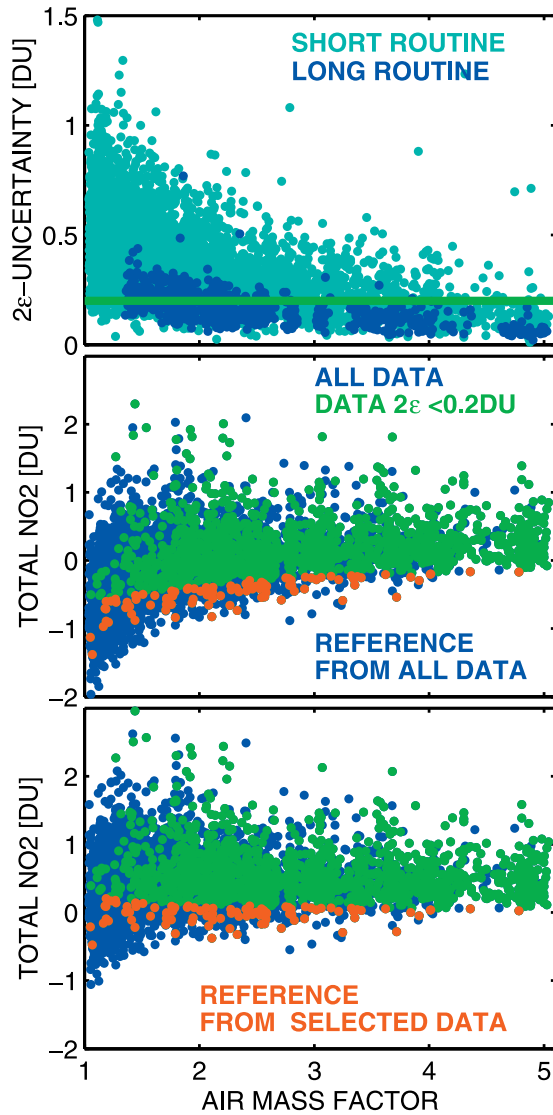 1.5
1
0.5
0
2ε−UNCERTAINTY [DU]
SHORT ROUTINE
LONG ROUTINE
2
1
0
−1
−2
TOTAL NO2 [DU]
ALL DATA
DATA 2ε <0.2DU
REFERENCE
FROM ALL DATA
2
1
0
−1
−2
TOTAL NO2 [DU]
REFERENCE
FROM SELECTED DATA
1 2 3 4 5
AIR MASS FACTOR